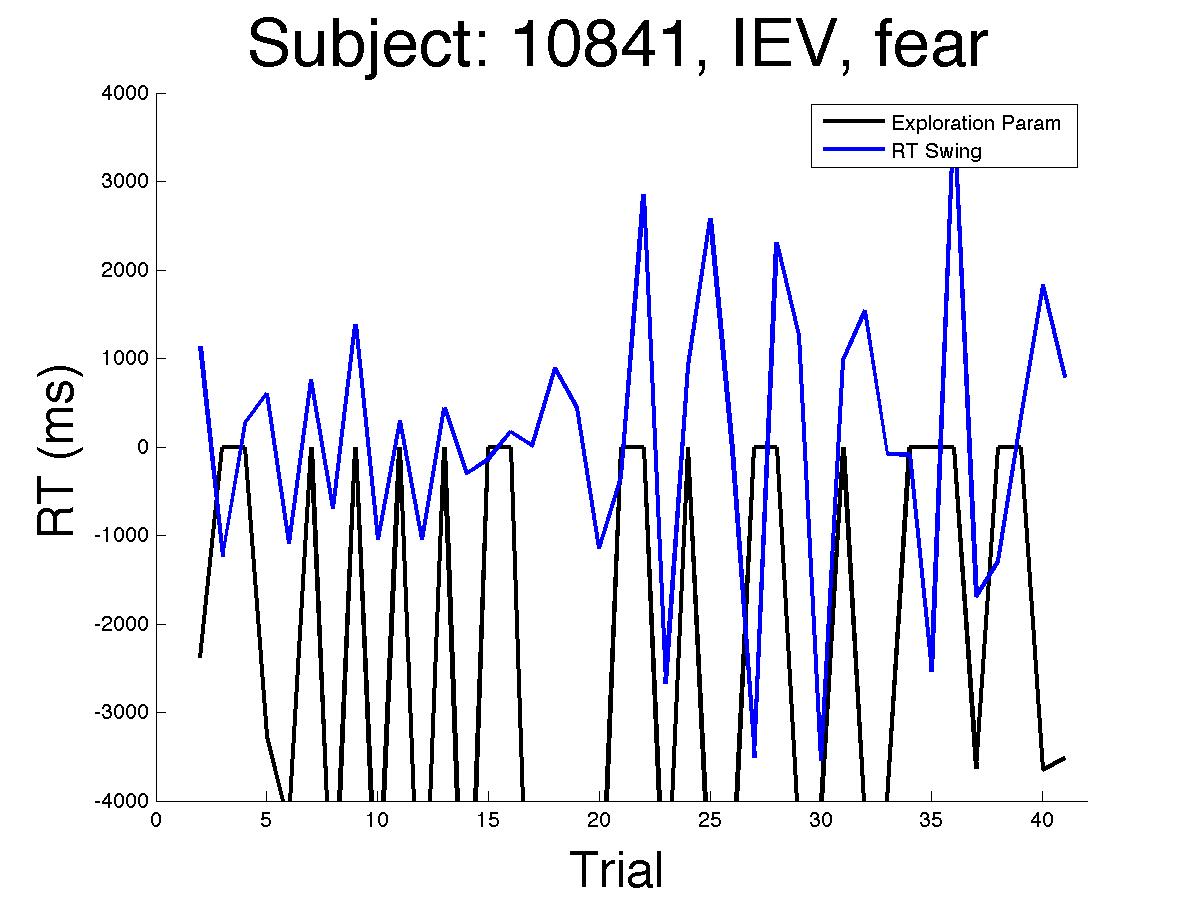 Subject: 10841, IEV, fear
Exploration Param
RT Swing
RT (ms)
4000
3000
2000
1000
0
-1000
-2000
-3000
-4000
0 5 10 15 20 25 30 35 40
Trial